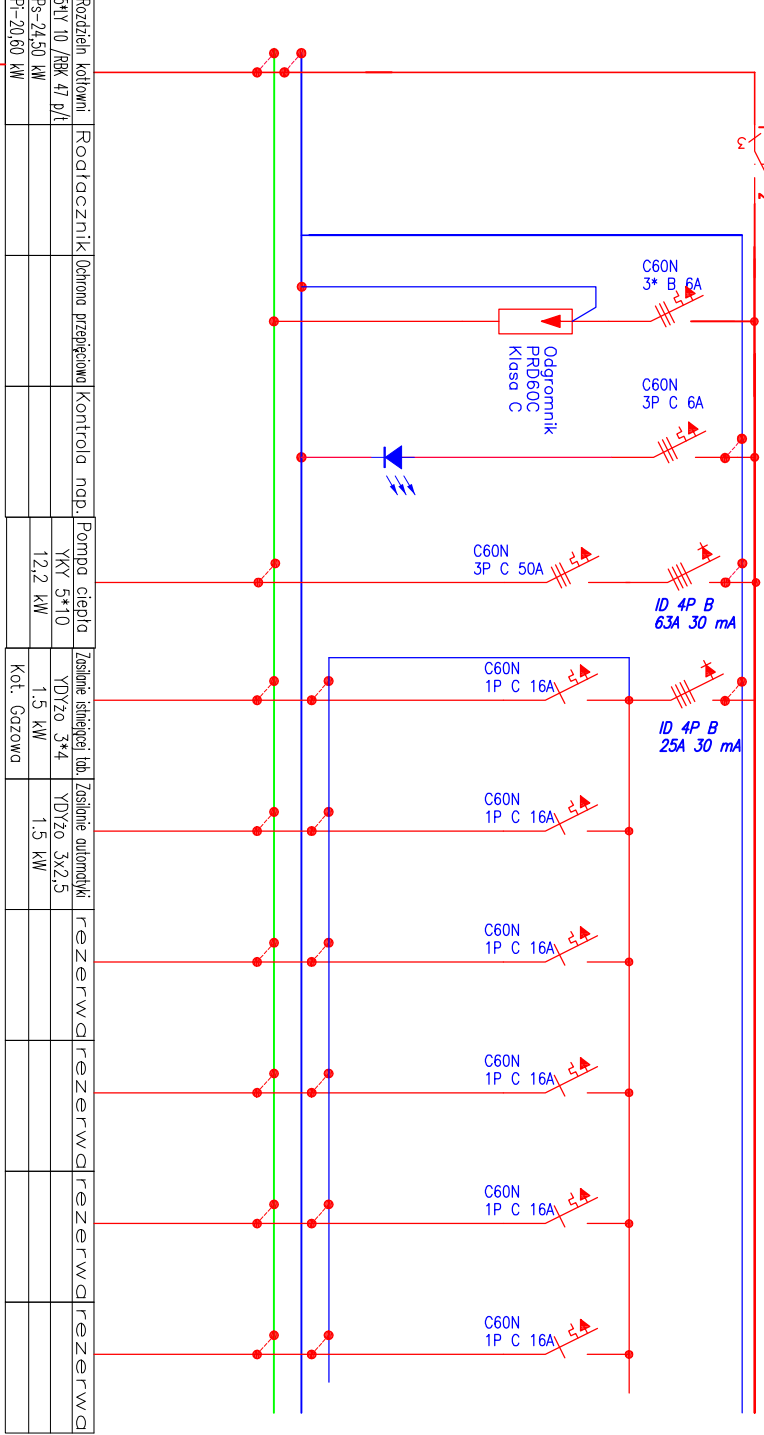 Rozdzieln kotłowni
5*LY 10 /RBK 47 p/t
Ps-24,50 kW
Pi-20,60 kW
Roałacznik
Ochrona przepięciowa
Kontrola nap.
Pompa ciepła
YKY 5*10
12,2 kW
Zasilanie istniejącej tab.
YDYżo 3*4
1.5 kW
Kot. Gazowa
Zasilanie automatyki
YDYżo 3x2,5
1.5 kW
rezerwa
rezerwa
rezerwa
rezerwa
3
C60N
3* B 6A
Odgromnik
PRD60C
Klasa C
C60N
3P C 6A
C60N
3P C 50A
ID 4P B
63A 30 mA
C60N
1P C 16A
ID 4P B
25A 30 mA
C60N
1P C 16A
C60N
1P C 16A
C60N
1P C 16A
C60N
1P C 16A
C60N
1P C 16A